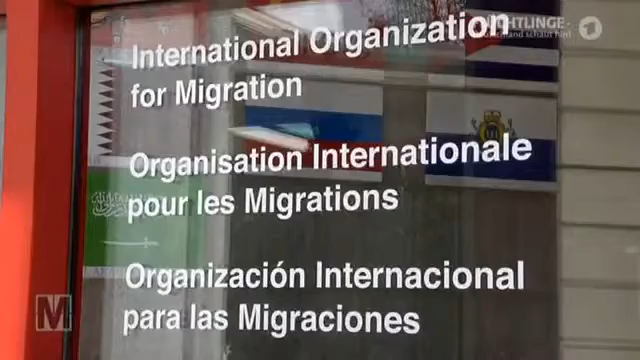 International Organization
for Migration
Organisation Internationale
pour les Migrations
Organización Internacional
para las Migraciones
M